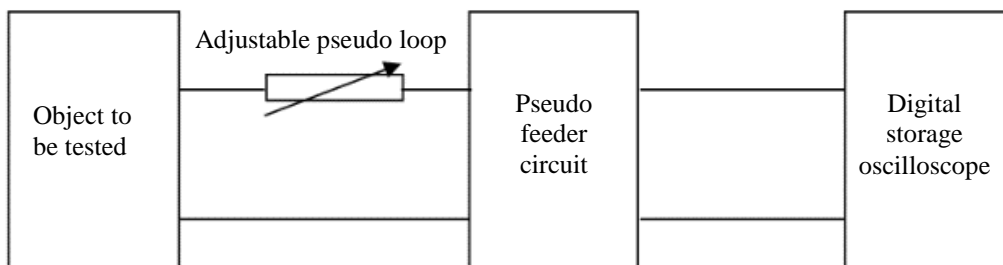 Adjustable pseudo loop
Object to
be tested
Pseudo
feeder
circuit
Digital
storage
oscilloscope